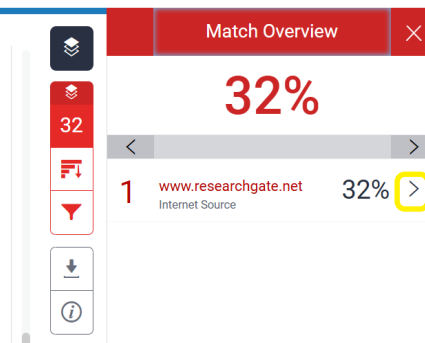 Match Overview
32%
32
1 www.researchgate.net 32%
Internet Source